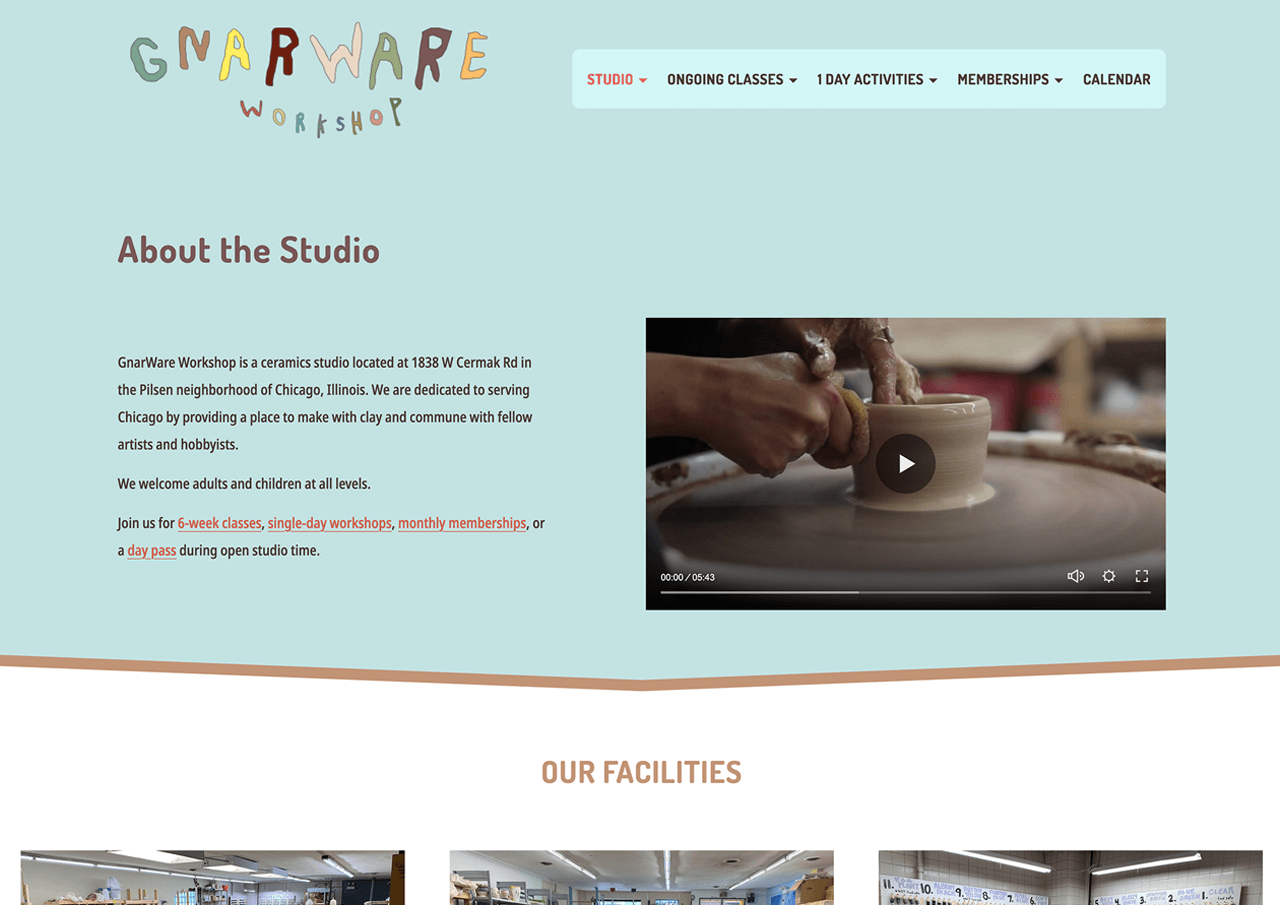 GNARWARE
WORKSHOP
STUDIO ONGOING CLASSES 1 DAY ACTIVITIES MEMBERSHIPS CALENDAR
About the Studio
GnarWare Workshop is a ceramics studio located at 1838 W Cermak Rd in
the Pilsen neighborhood of Chicago, Illinois. We are dedicated to serving
Chicago by providing a place to make with clay and commune with fellow
artists and hobbyists.
We welcome adults and children at all levels.
Join us for 6-week classes, single-day workshops, monthly memberships, or
a day pass during open studio time.
00:00 / 05:43
OUR FACILITIES
11. 10. 9. 8. 7. 6. 5. 4. 3. 2. 1. CLEAR
GREEN